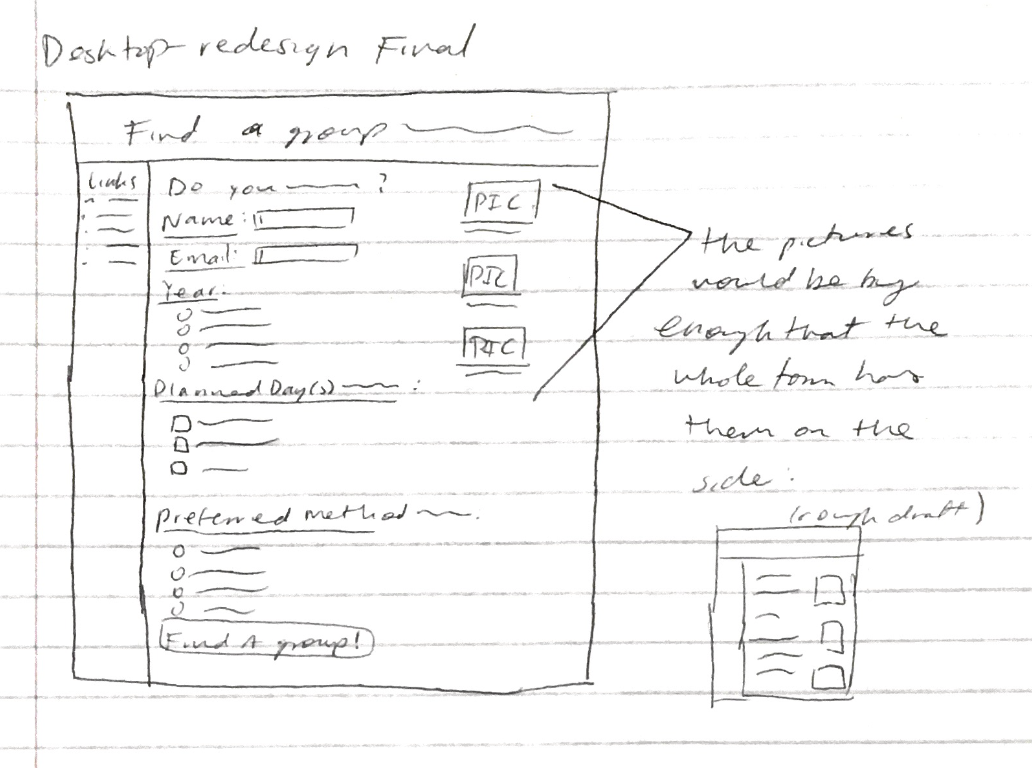 Desktop redesign Final
Find a group
Links
Do you ?
PIC
Name:
Email:
PIC
Year:
PIC
Planned Day(s) :
Preferred method .
Find A group!
the pictures
would be big
enough that the
whole form has
them on the
side:
(rough draft)